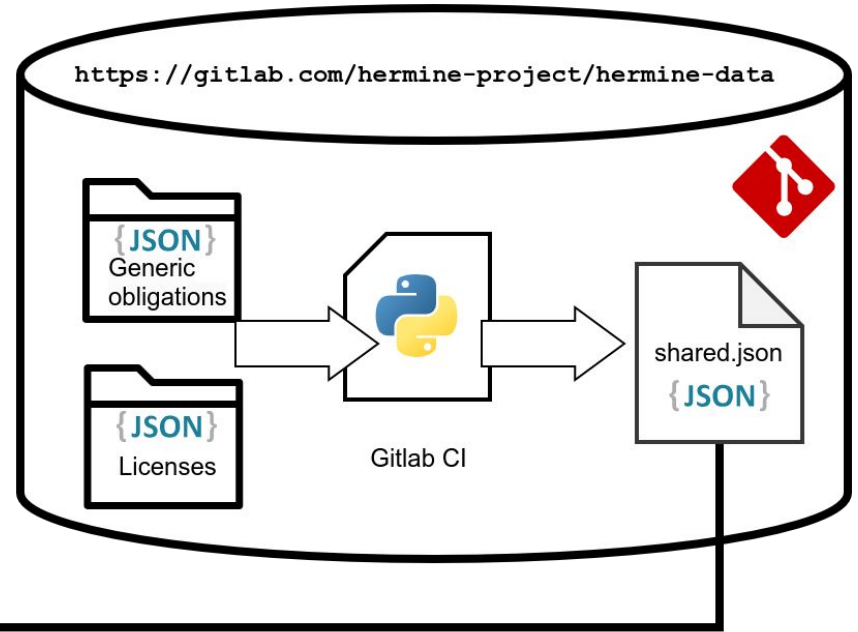 https://gitlab.com/hermine-project/hermine-data
{JSON}
Generic
obligations
{JSON}
Licenses
Gitlab CI
shared.json
{JSON}